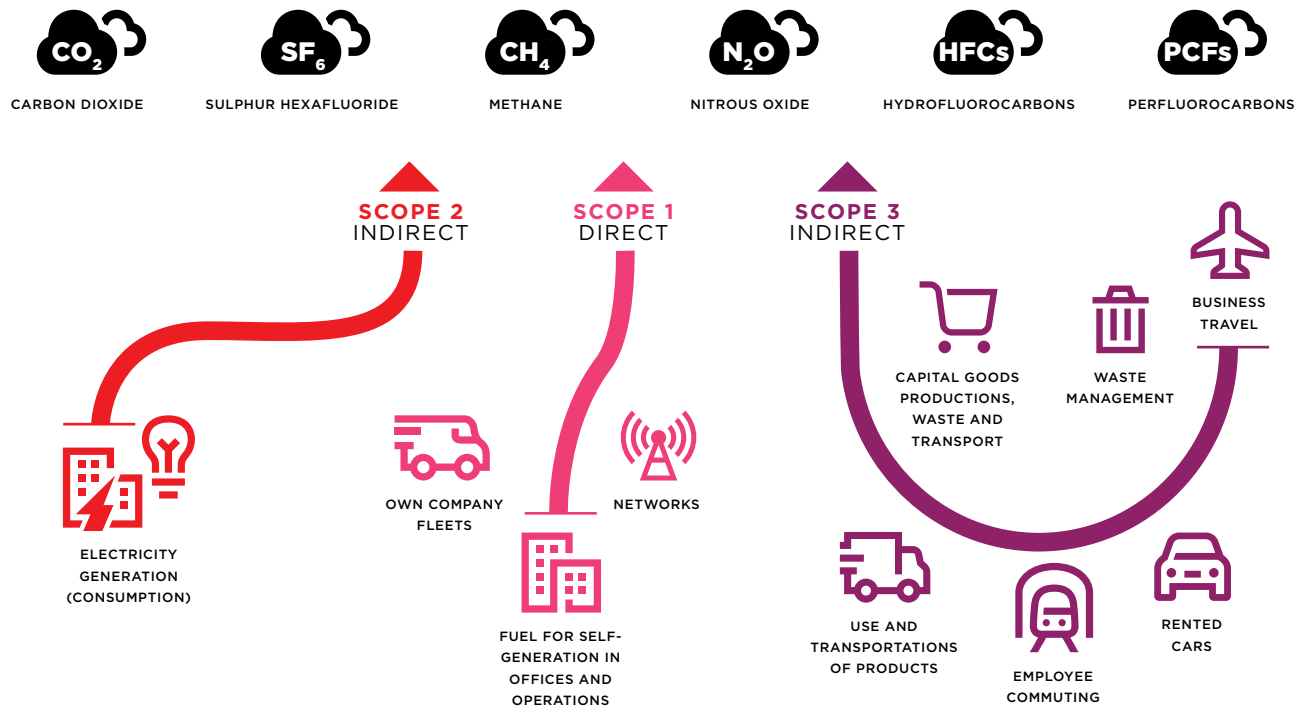 CO2
SF6
CH4
N2O
HFCs
PCFs
CARBON DIOXIDE
SULPHUR HEXAFLUORIDE
METHANE
NITROUS OXIDE
HYDROFLUOROCARBONS
PERFLUOROCARBONS
SCOPE 2
INDIRECT
SCOPE 1
DIRECT
SCOPE 3
INDIRECT
ELECTRICITY
GENERATION
(CONSUMPTION)
OWN COMPANY
FLEETS
NETWORKS
FUEL FOR SELF-
GENERATION IN
OFFICES AND
OPERATIONS
CAPITAL GOODS
PRODUCTIONS,
WASTE AND
TRANSPORT
WASTE
MANAGEMENT
BUSINESS
TRAVEL
USE AND
TRANSPORTATIONS
OF PRODUCTS
EMPLOYEE
COMMUTING
RENTED
CARS